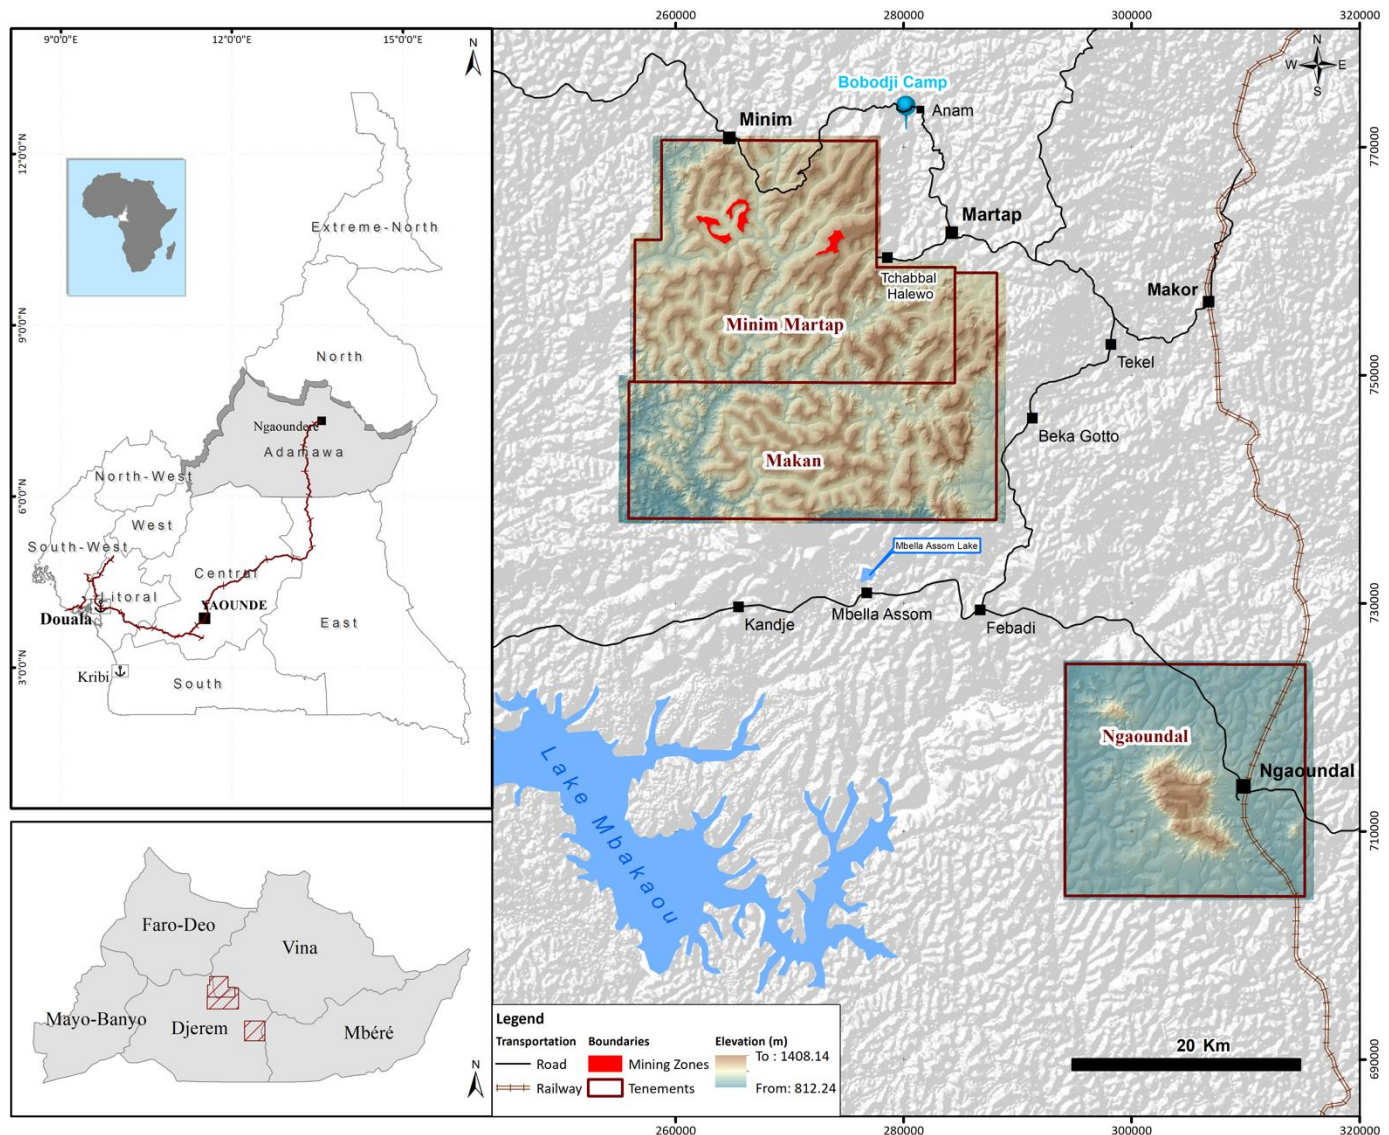 9°0'0"E
12°0'0"E
15°0'0"E
N
12°0'0"N
9°0'0"N
6°0'0"N
3°0'0"N
Extreme-North
North
Ngaoundere
Adamawa
North-West
West
South-West
Central
Litoral
YAOUNDE
Douala
East
Kribi
South
Faro-Deo
Vina
Mayo-Banyo
Djerem
Mbéré
N
260000
280000
300000
320000
N
W
E
S
Bobodji Camp
Anam
Minim
Martap
Tchabbal
Halewo
Makor
Minim Martap
Tekel
Beka Gotto
Makan
Mbella Assom Lake
Kandje
Mbella Assom
Febadi
Ngaoundal
Ngaoundal
Lake Mbakaou
770000
750000
730000
710000
690000
Legend
Transportation
Road
Railway
Boundaries
Mining Zones
Tenements
Elevation (m)
To : 1408.14
From: 812.24
20 Km
260000
280000
300000
320000